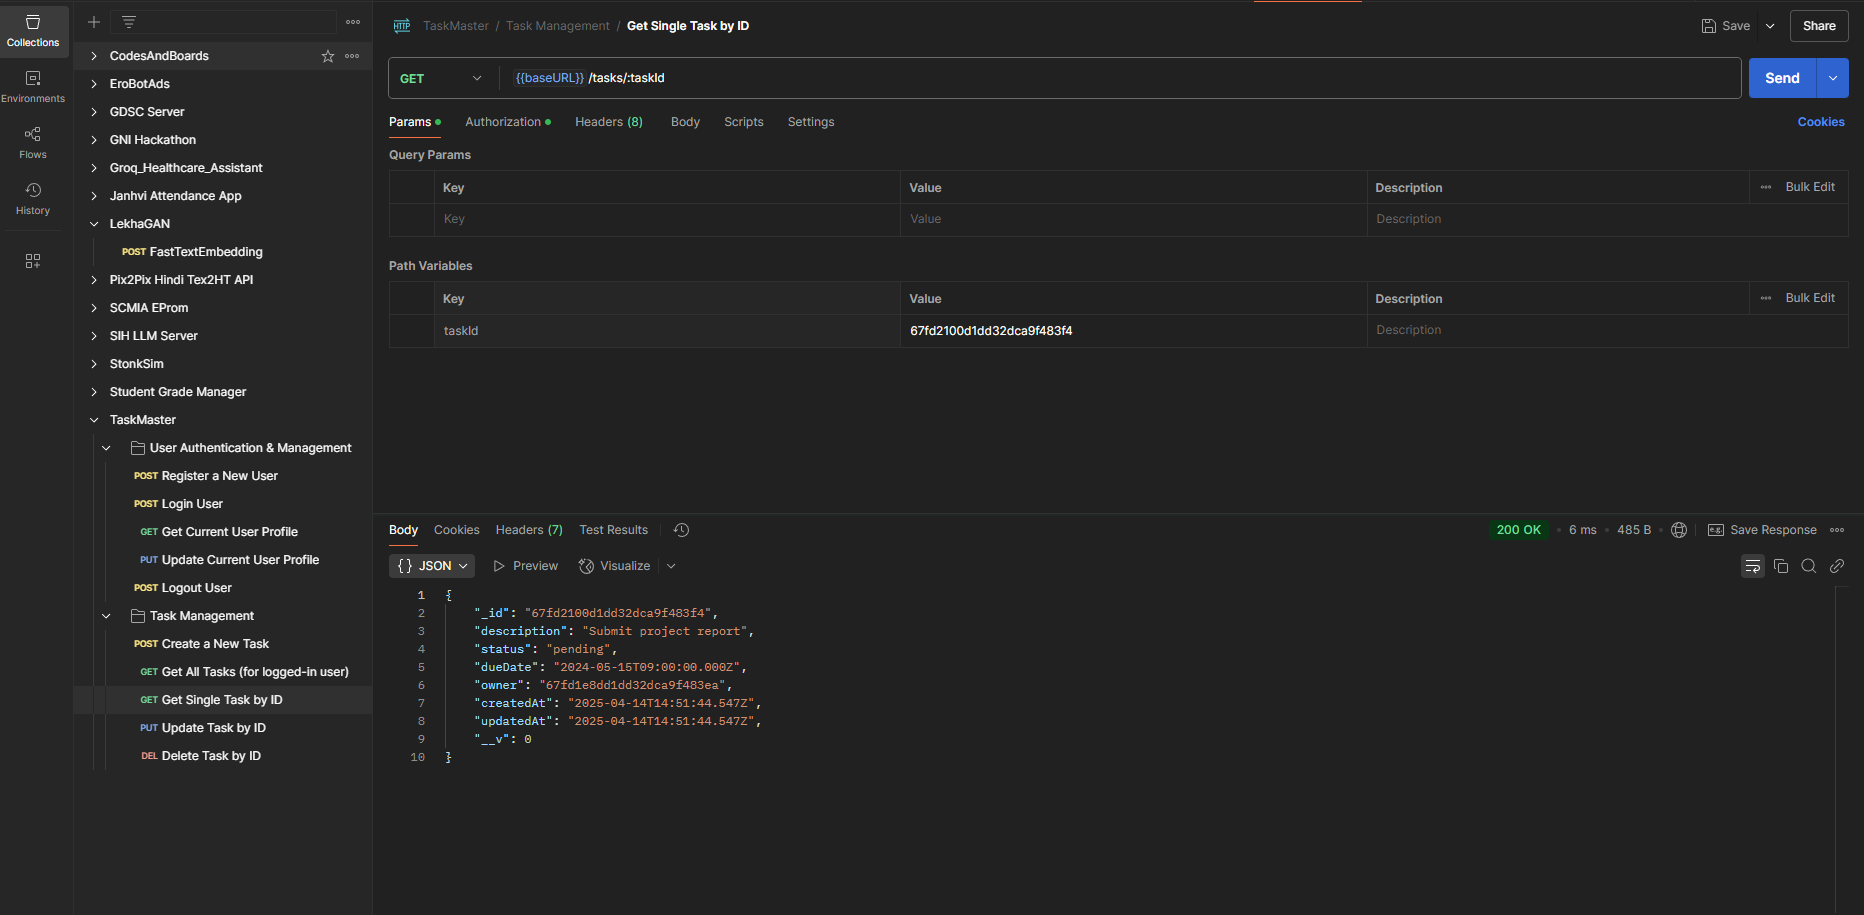 Collections
Environments
Flows
History
CodesAndBoards
EroBotAds
GDSC Server
GNI Hackathon
Groq_Healthcare_Assistant
Janhvi Attendance App
LekhaGAN
POST FastTextEmbedding
Pix2Pix Hindi Tex2HT API
SCMIA EProm
SIH LLM Server
StonkSim
Student Grade Manager
TaskMaster
User Authentication & Management
POST Register a New User
POST Login User
GET Get Current User Profile
PUT Update Current User Profile
POST Logout User
Task Management
POST Create a New Task
GET Get All Tasks (for logged-in user)
GET Get Single Task by ID
PUT Update Task by ID
DEL Delete Task by ID
HTTP TaskMaster / Task Management / Get Single Task by ID Save Share
GET {{baseURL}} /tasks/:taskId Send
Params Authorization Headers (8) Body Scripts Settings Cookies
Query Params
Key Value Description Bulk Edit
Key Value Description
Path Variables
Key Value Description Bulk Edit
taskId 67fd2100d1dd32dca9f483f4 Description
Body Cookies Headers (7) Test Results 200 OK 6 ms 485 B e.g. Save Response
{} JSON Preview Visualize
1 {
2 "_id": "67fd2100d1dd32dca9f483f4",
3 "description": "Submit project report",
4 "status": "pending",
5 "dueDate": "2024-05-15T09:00:00.000Z",
6 "owner": "67fd1e8dd1dd32dca9f483ea",
7 "createdAt": "2025-04-14T14:51:44.547Z",
8 "updatedAt": "2025-04-14T14:51:44.547Z",
9 "__v": 0
10 }